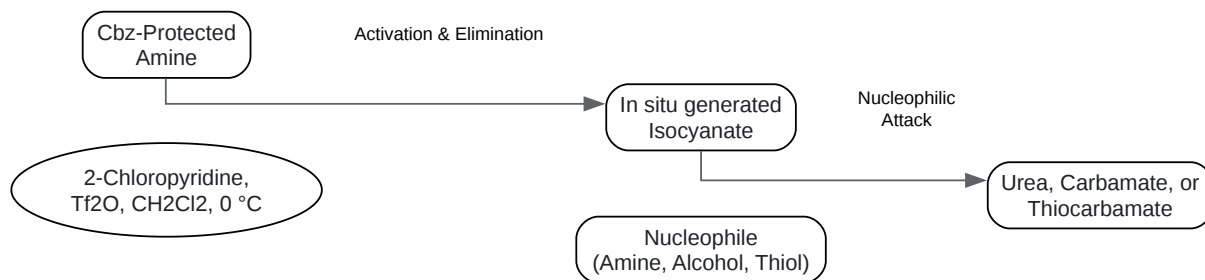 Cbz-Protected
Amine
Activation & Elimination
In situ generated
Isocyanate
Nucleophilic
Attack
2-Chloropyridine,
Tf2O, CH2Cl2, 0 °C
Urea, Carbamate, or
Thiocarbamate
Nucleophile
(Amine, Alcohol, Thiol)